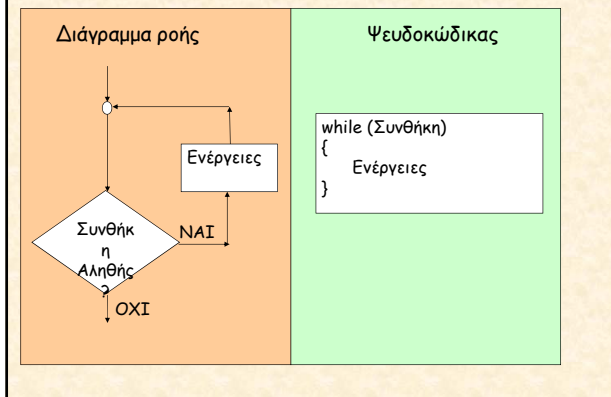 Διάγραμμα ροής
Ενέργειες
Συνθήκ
η
Αληθής
?
ΝΑΙ
ΟΧΙ
Ψευδοκώδικας
while (Συνθήκη)
{
Ενέργειες
}